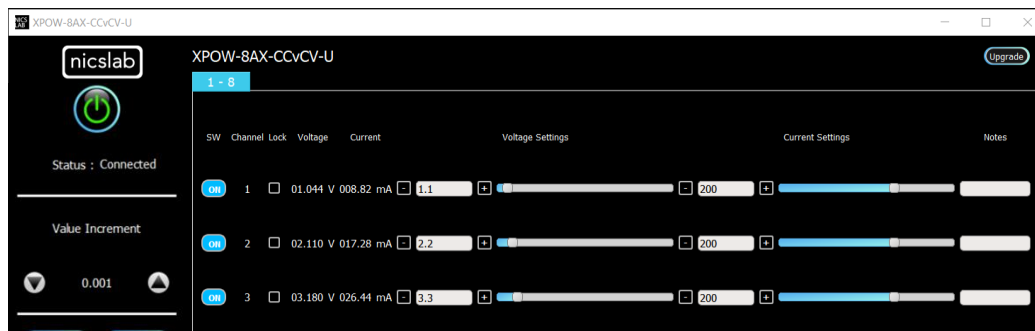 NICS LAB XPOW-8AX-CCvCV-U
nicslab
XPOW-8AX-CCvCV-U
Upgrade
1 - 8
SW Channel Lock Voltage Current Voltage Settings Current Settings Notes
Status : Connected
ON 1 01.044 V 008.82 mA - 1.1 + - 200 +
Value Increment
ON 2 02.110 V 017.28 mA - 2.2 + - 200 +
0.001
ON 3 03.180 V 026.44 mA - 3.3 + - 200 +